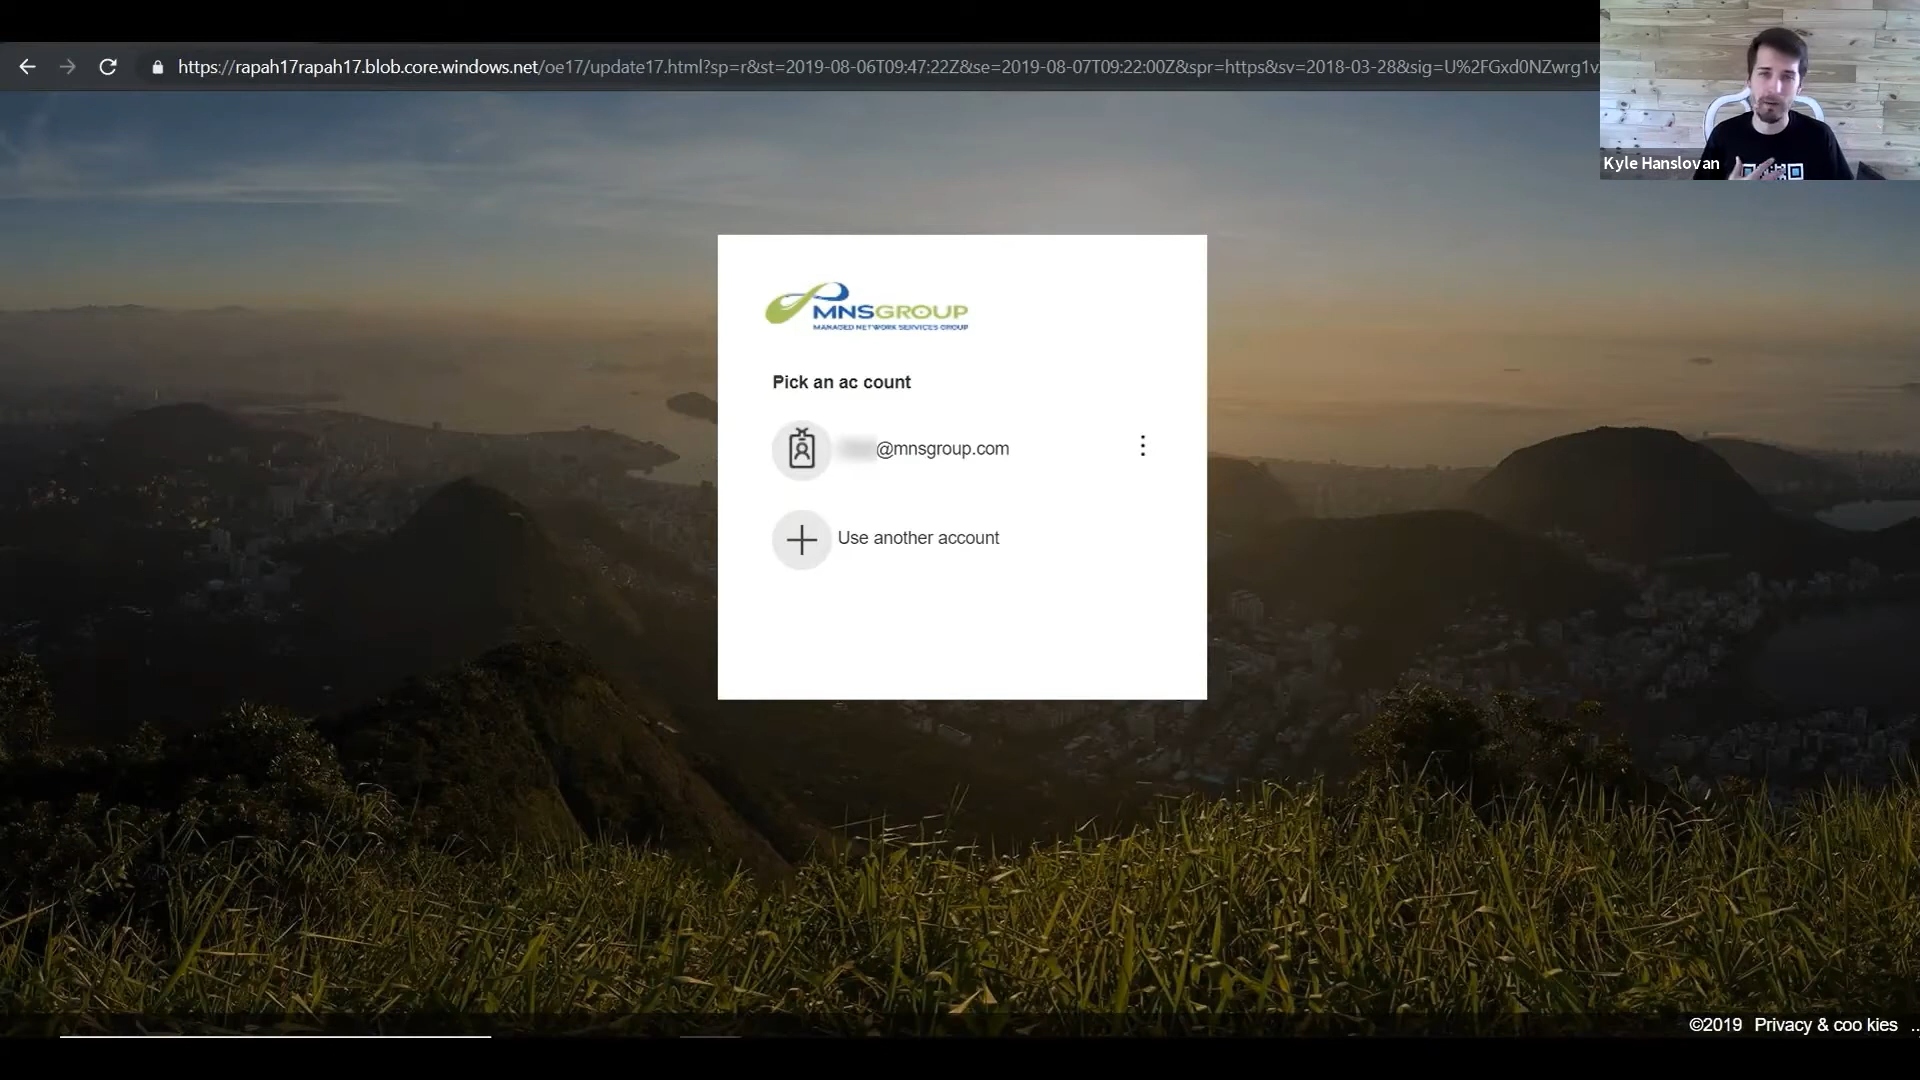 https://rapah17rapah17.blob.core.windows.net/oe17/update17.html?sp=r&st=2019-08-06T09:47:22Z&se=2019-08-07T09:22:00Z&spr=https&sv=2018-03-28&sig=U%2FGxd0NZwrg1v
Kyle Hanslovan
MNSGROUP
MANAGED NETWORK SERVICES GROUP
Pick an ac count
@mnsgroup.com
Use another account
©2019 Privacy & coo kies ...